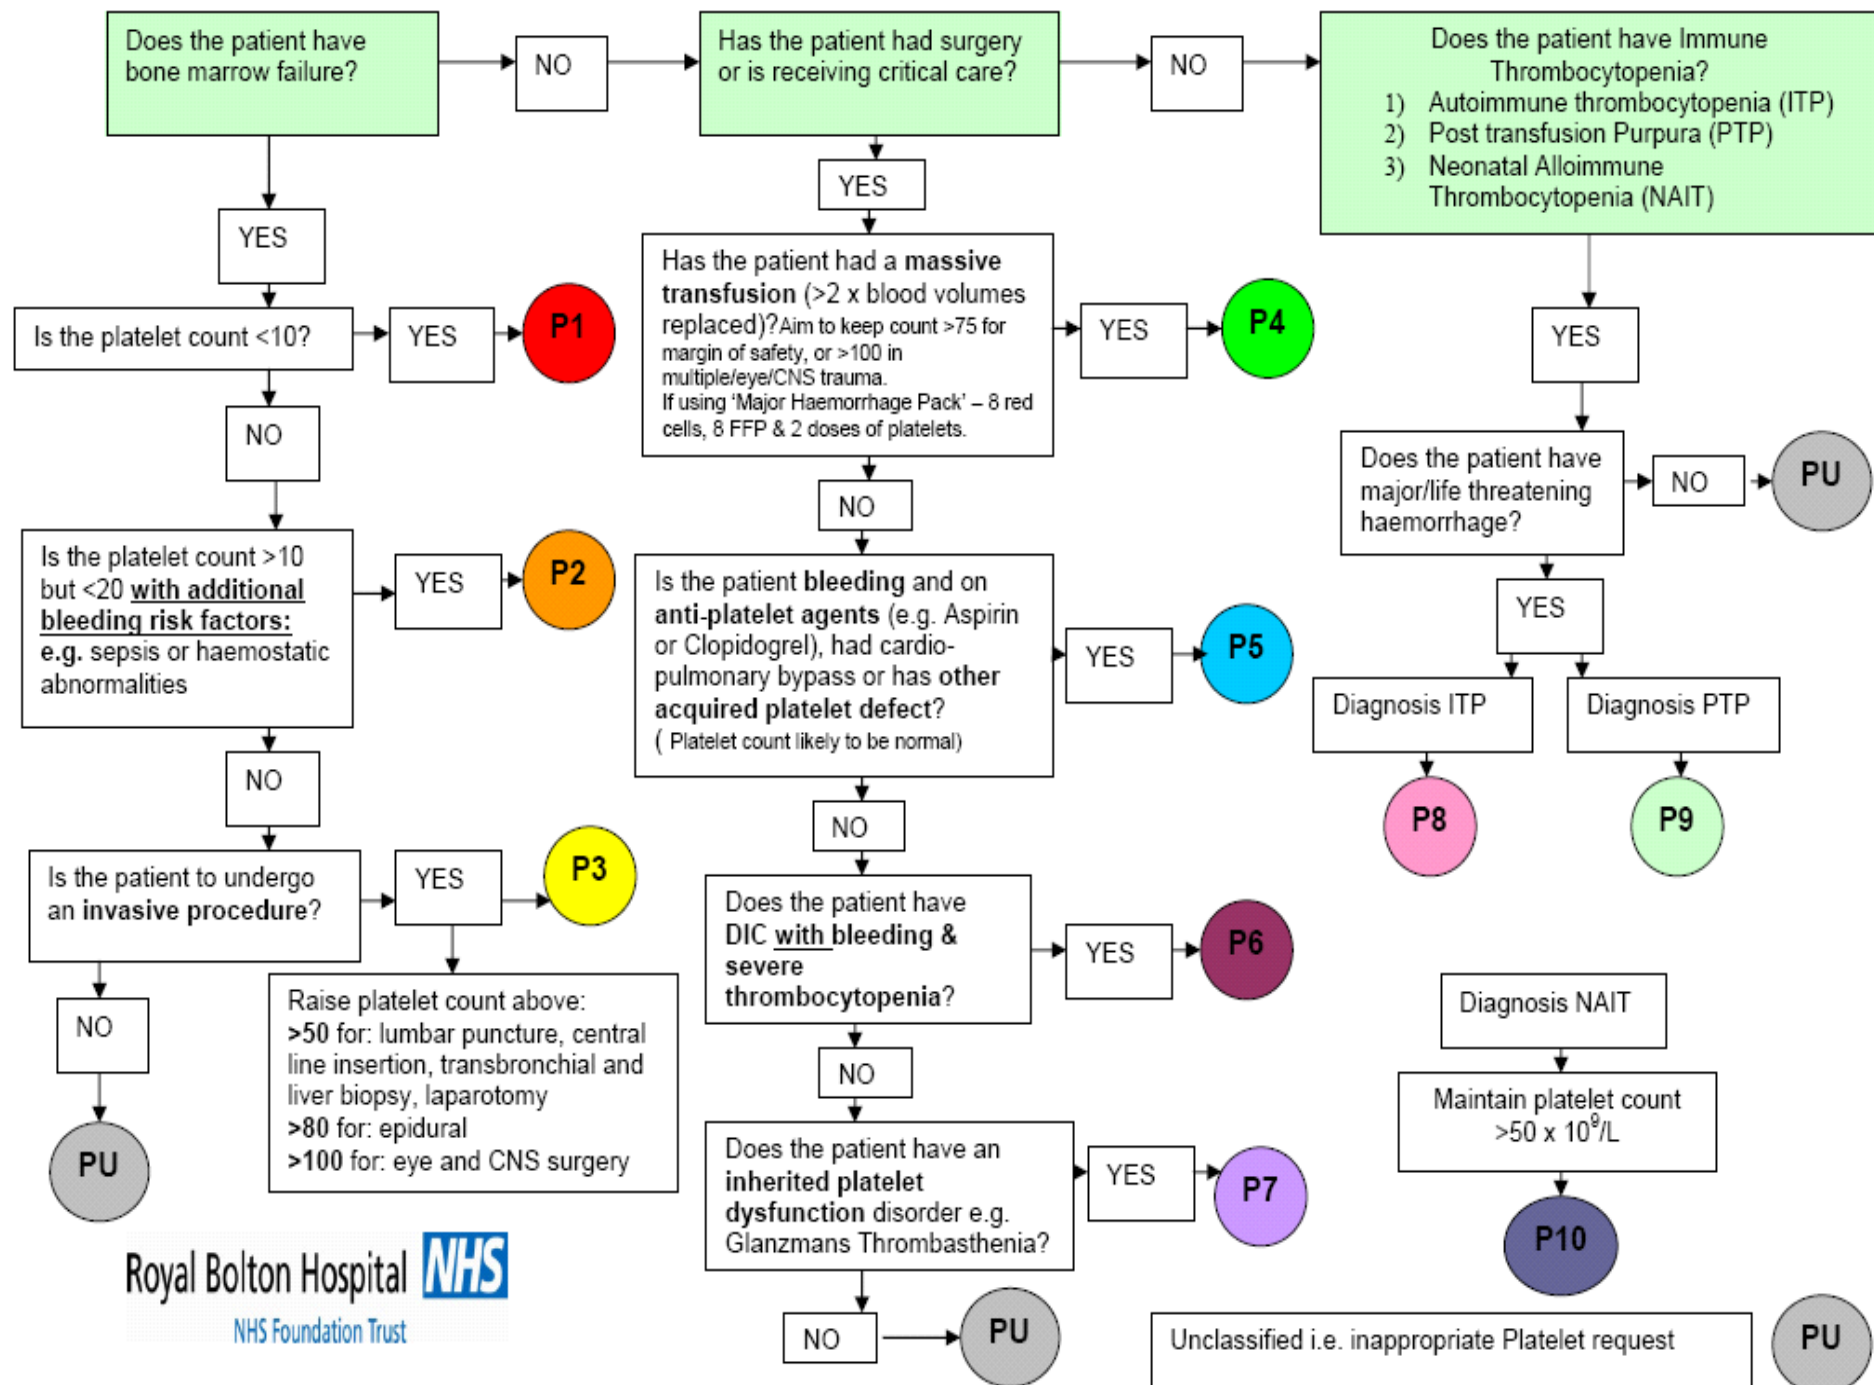 Does the patient have
bone marrow failure?
NO
Has the patient had surgery
or is receiving critical care?
NO
Does the patient have Immune
Thrombocytopenia?
1) Autoimmune thrombocytopenia (ITP)
2) Post transfusion Purpura (PTP)
3) Neonatal Alloimmune
Thrombocytopenia (NAIT)
YES
Is the platelet count <10?
YES
P1
NO
Is the platelet count >10
but <20 with additional
bleeding risk factors:
e.g. sepsis or haemostatic
abnormalities
YES
P2
NO
Is the patient to undergo
an invasive procedure?
YES
P3
Raise platelet count above:
>50 for: lumbar puncture, central
line insertion, transbronchial and
liver biopsy, laparotomy
>80 for: epidural
>100 for: eye and CNS surgery
NO
PU
YES
Has the patient had a massive
transfusion (>2 x blood volumes
replaced)?Aim to keep count >75 for
margin of safety, or >100 in
multiple/eye/CNS trauma.
If using 'Major Haemorrhage Pack' – 8 red
cells, 8 FFP & 2 doses of platelets.
YES
P4
NO
Is the patient bleeding and on
anti-platelet agents (e.g. Aspirin
or Clopidogrel), had cardio-
pulmonary bypass or has other
acquired platelet defect?
( Platelet count likely to be normal)
YES
P5
NO
Does the patient have
DIC with bleeding &
severe
thrombocytopenia?
YES
P6
NO
Does the patient have an
inherited platelet
dysfunction disorder e.g.
Glanzmans Thrombasthenia?
YES
P7
NO
PU
YES
Does the patient have
major/life threatening
haemorrhage?
NO
PU
YES
Diagnosis ITP
Diagnosis PTP
P8
P9
Diagnosis NAIT
Maintain platelet count
>50 x 10⁹/L
P10
Unclassified i.e. inappropriate Platelet request
PU
Royal Bolton Hospital NHS
NHS Foundation Trust